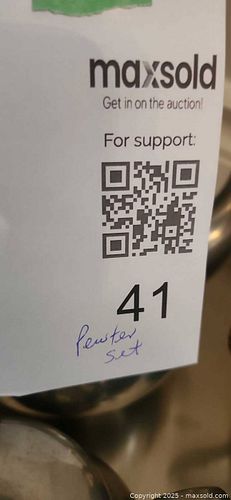 maxsold
Get in on the auction!
For support:
41
Pewter
set
Copyright 2025 - maxsold.com